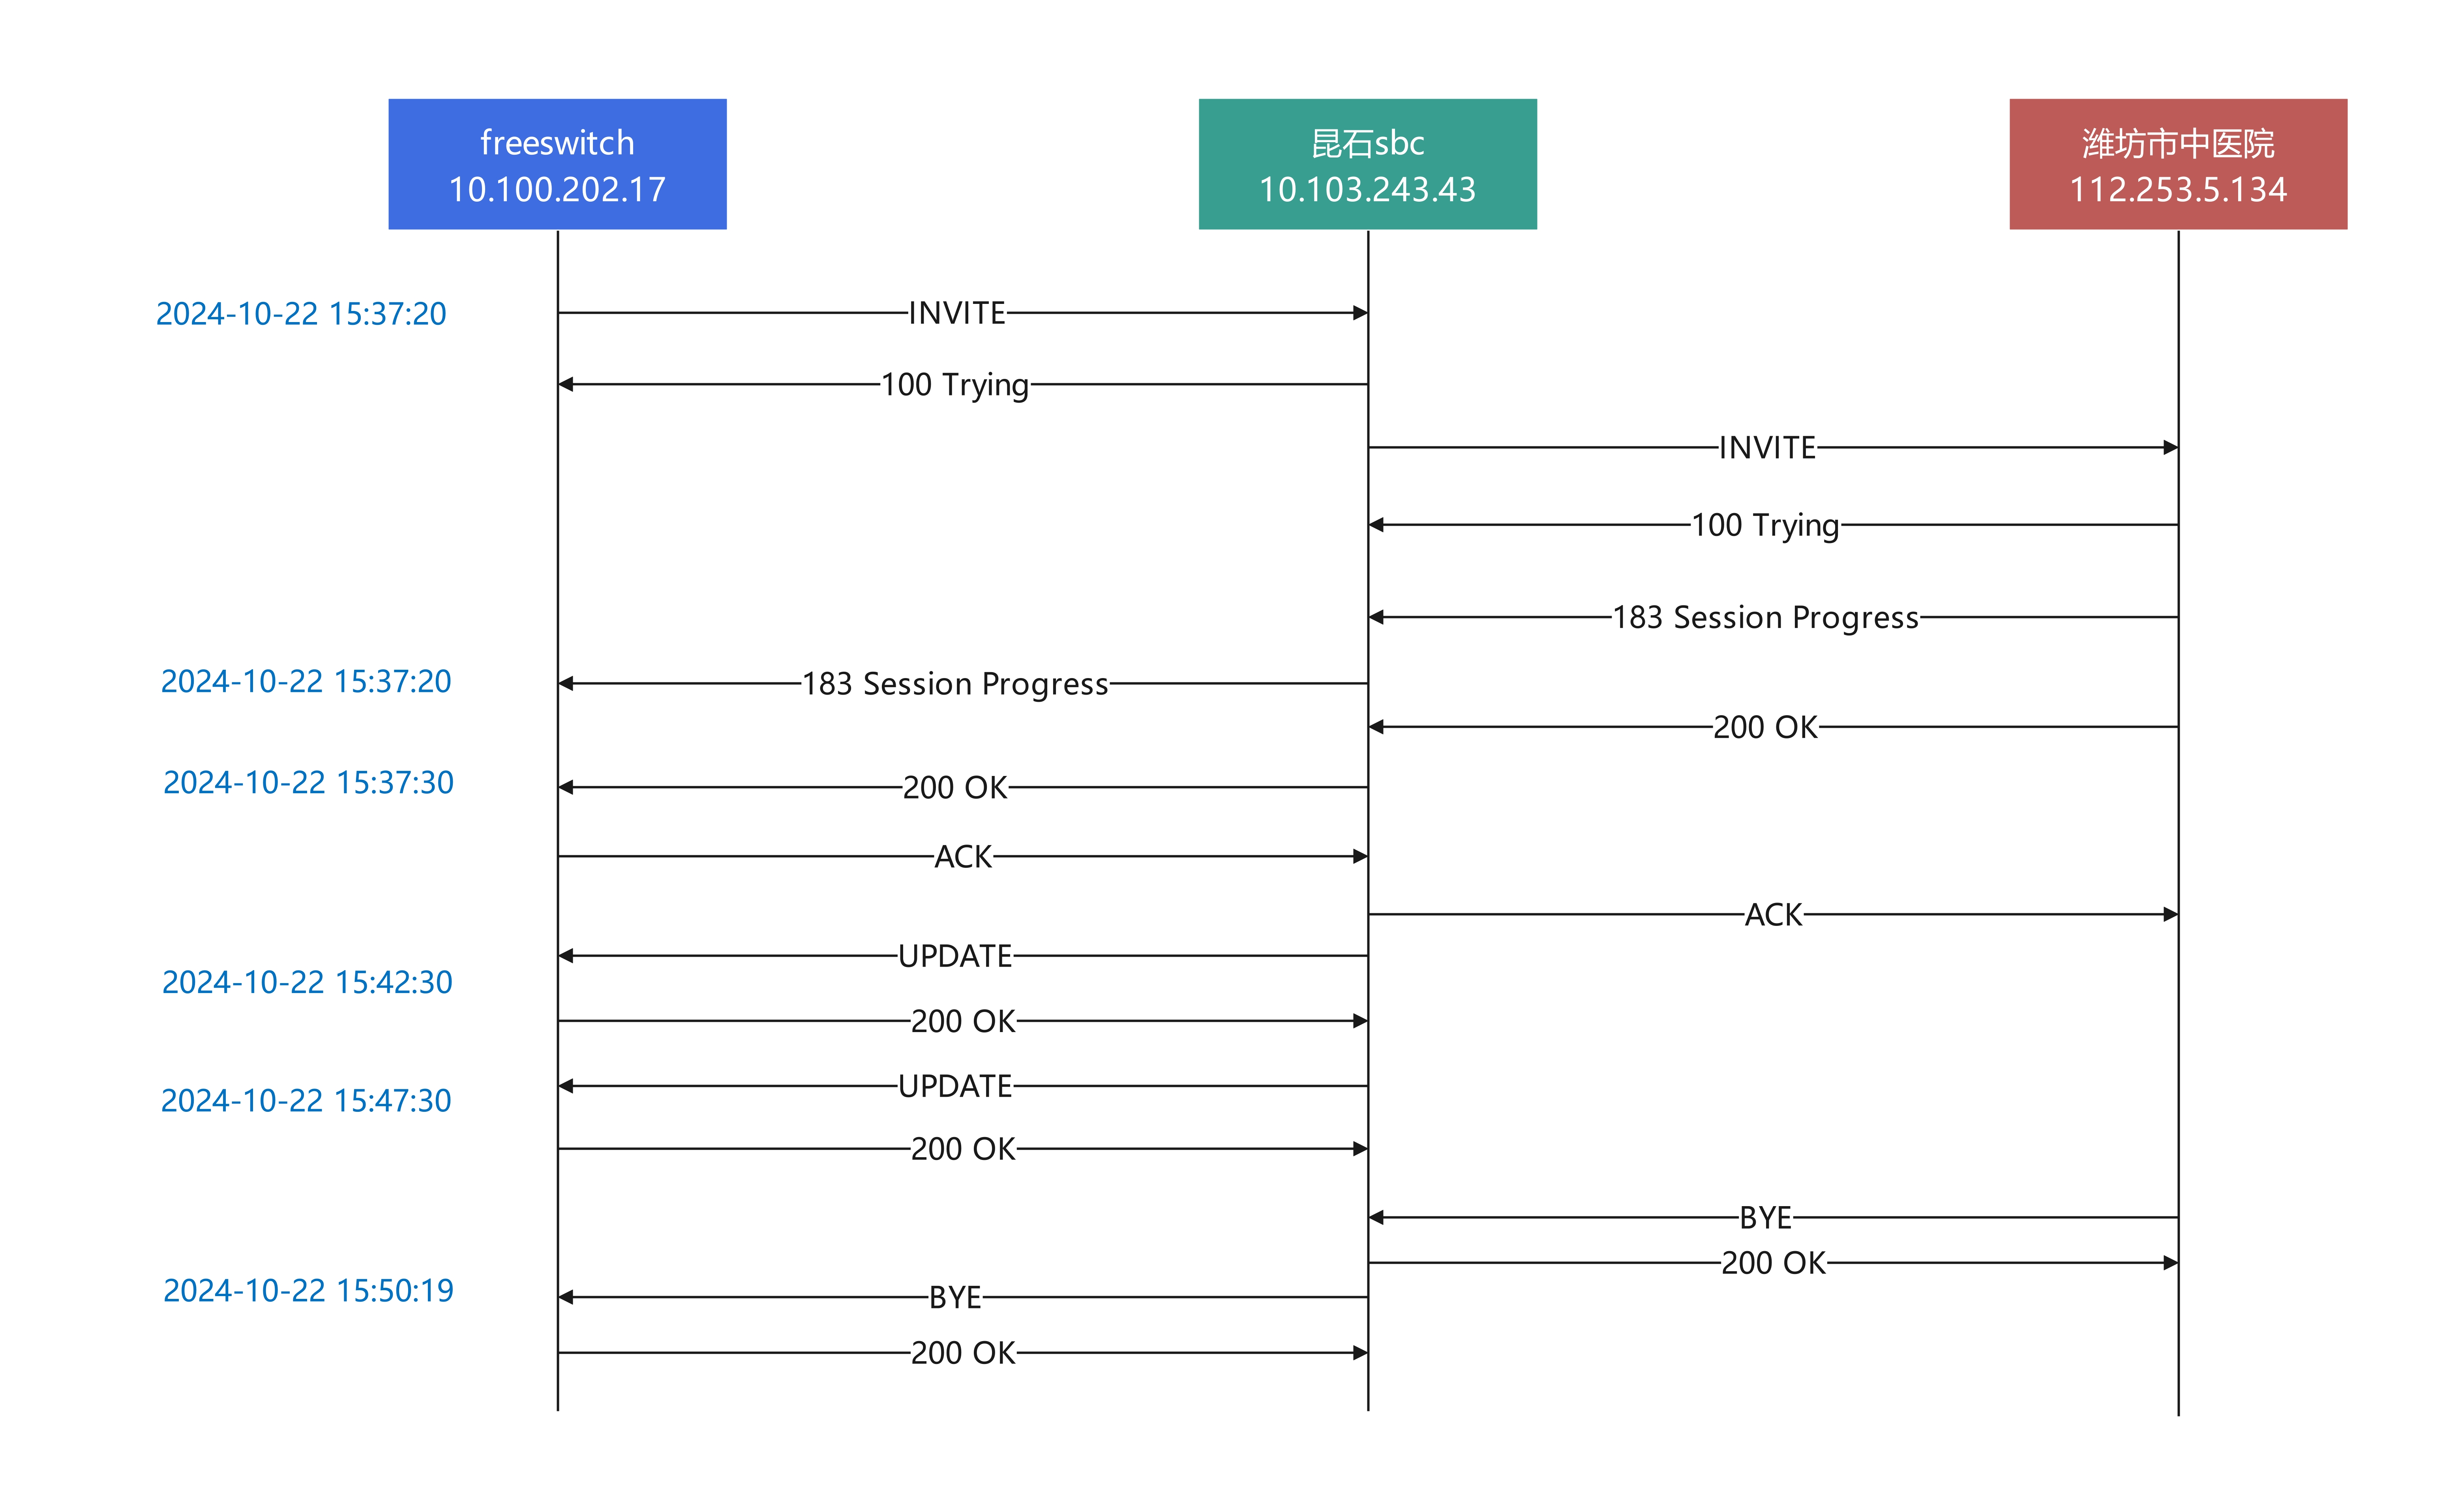 freeswitch
10.100.202.17
昆石sbc
10.103.243.43
潍坊市中医院
112.253.5.134
2024-10-22 15:37:20
INVITE
100 Trying
INVITE
100 Trying
183 Session Progress
2024-10-22 15:37:20
183 Session Progress
200 OK
2024-10-22 15:37:30
200 OK
ACK
ACK
UPDATE
2024-10-22 15:42:30
200 OK
UPDATE
2024-10-22 15:47:30
200 OK
BYE
200 OK
2024-10-22 15:50:19
BYE
200 OK